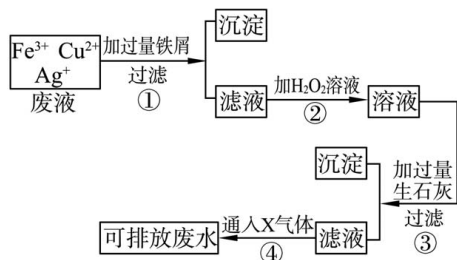 Fe³⁺ Cu²⁺
Ag⁺
废液
加过量铁屑
过滤
①
沉淀
滤液
加H₂O₂溶液
②
溶液
加过量
生石灰
过滤
③
沉淀
滤液
通入X气体
④
可排放废水